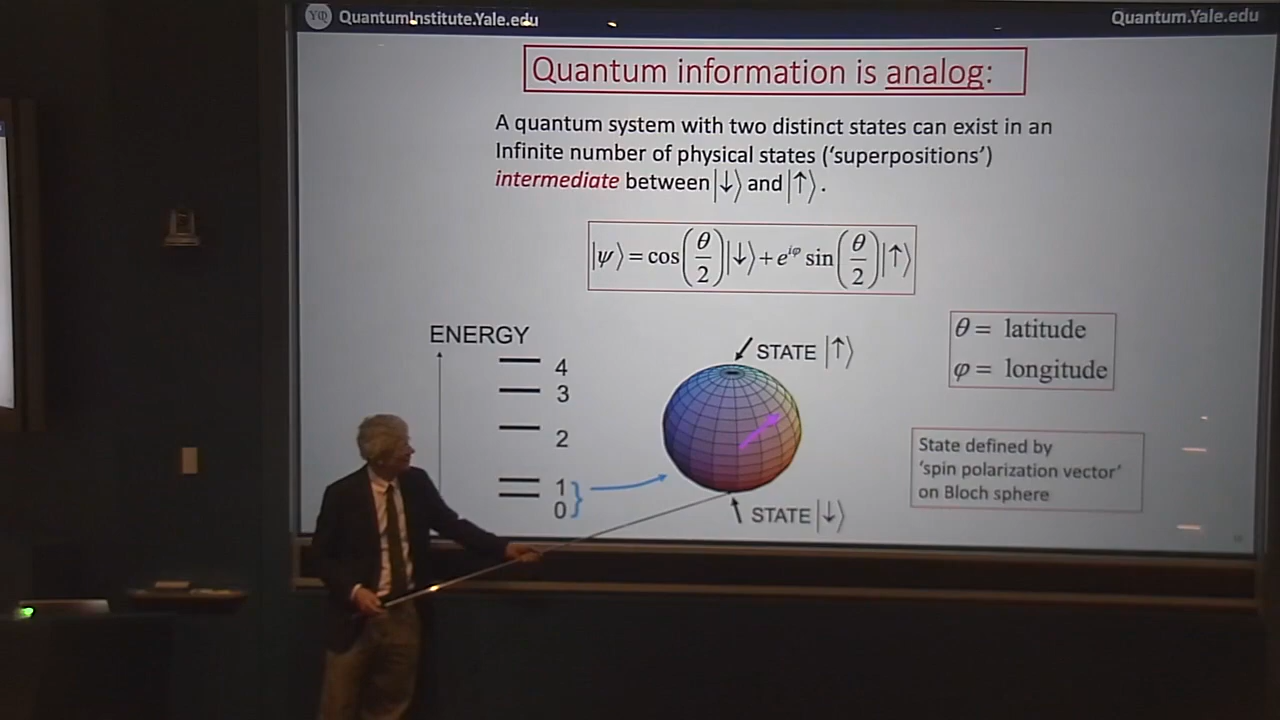 YQ QuantumInstitute.Yale.edu
Quantum.Yale.edu
Quantum information is analog:
A quantum system with two distinct states can exist in an
Infinite number of physical states (‘superpositions’)
intermediate between |↓⟩ and |↑⟩.
|ψ⟩ = cos(θ/2)|↓⟩ + e^{iφ} sin(θ/2)|↑⟩
θ = latitude
φ = longitude
ENERGY
4
3
2
1
0
STATE |↑⟩
STATE |↓⟩
State defined by
‘spin polarization vector’
on Bloch sphere